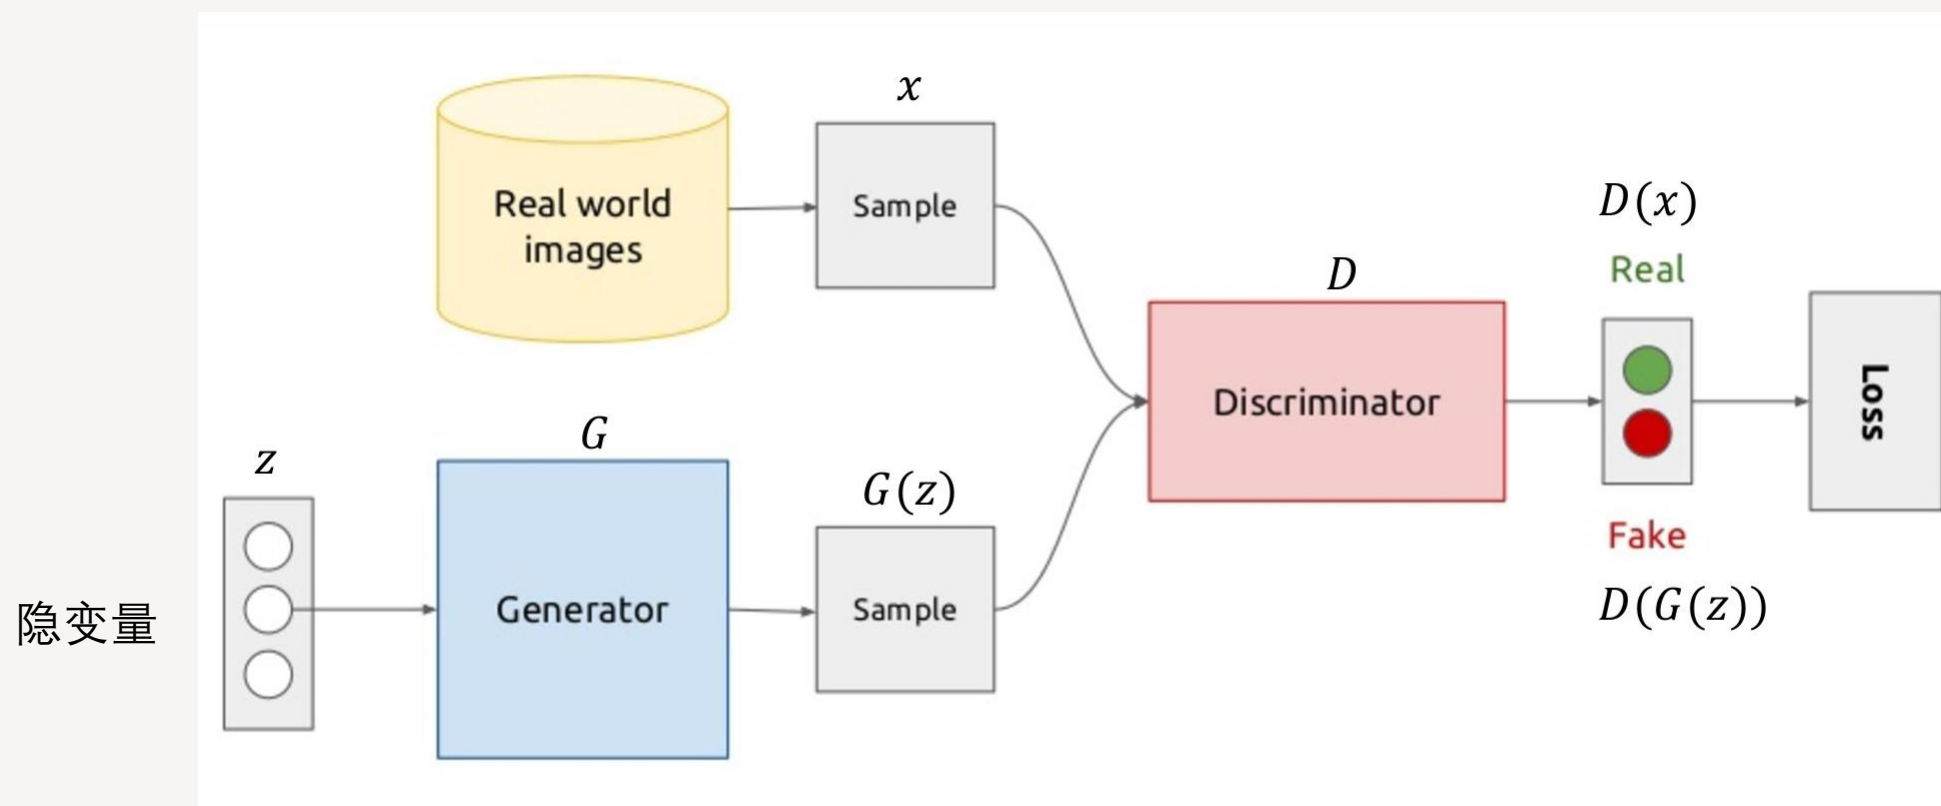 x
Real world
images
Sample
D(x)
Real
D
Discriminator
Loss
G
z
G(z)
Generator
Sample
Fake
D(G(z))
隐变量